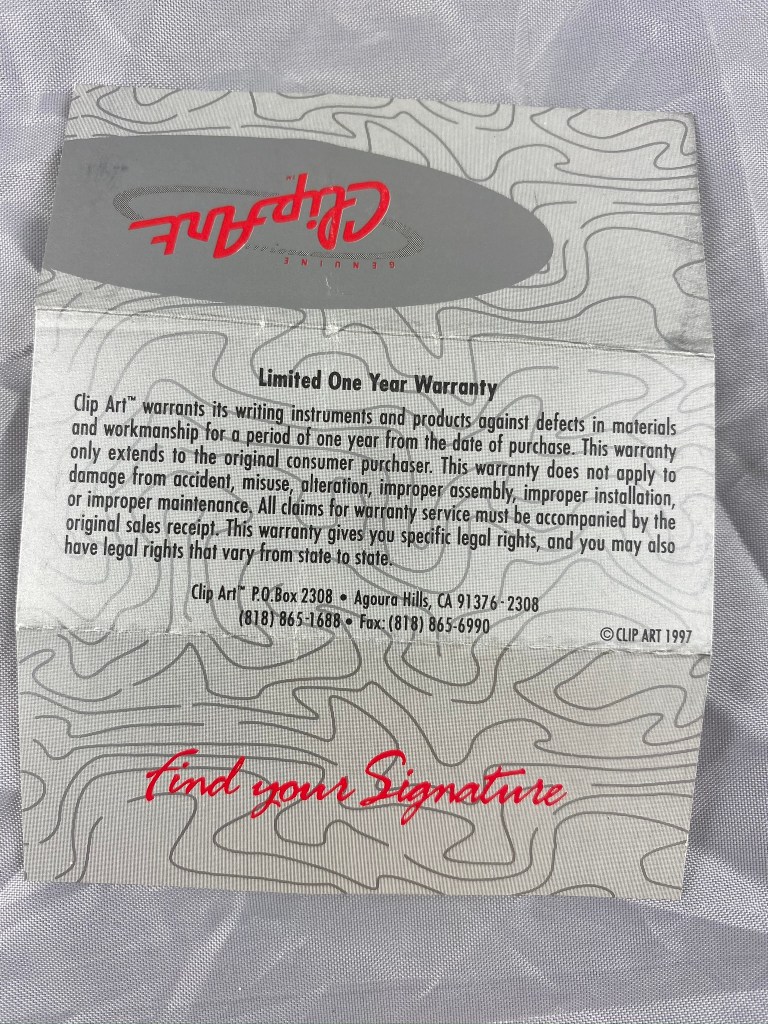 Clip Art™
GENUINE
Limited One Year Warranty
Clip Art™ warrants its writing instruments and products against defects in materials
and workmanship for a period of one year from the date of purchase. This warranty
only extends to the original consumer purchaser. This warranty does not apply to
damage from accident, misuse, alteration, improper assembly, improper installation,
or improper maintenance. All claims for warranty service must be accompanied by the
original sales receipt. This warranty gives you specific legal rights, and you may also
have legal rights that vary from state to state.
Clip Art™ P.O.Box 2308 • Agoura Hills, CA 91376-2308
(818) 865-1688 • Fax: (818) 865-6990
© CLIP ART 1997
find your Signature